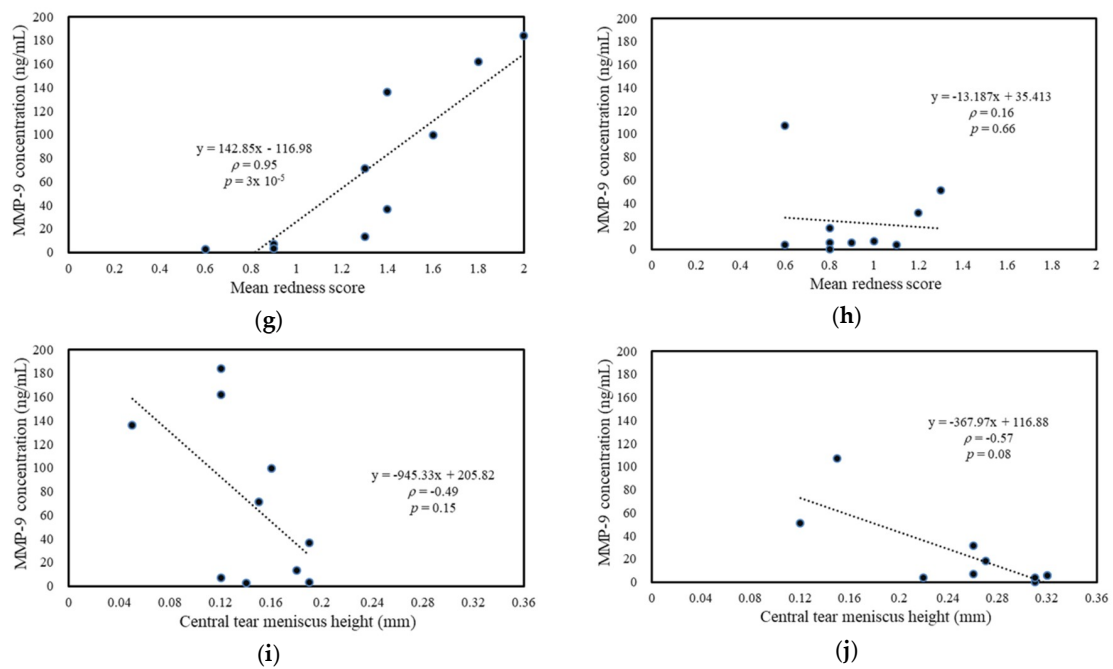 200
180
160
140
120
100
80
60
40
20
0
MMP-9 concentration (ng/mL)
y = 142.85x - 116.98
ρ = 0.95
p = 3x 10-5
0 0.2 0.4 0.6 0.8 1 1.2 1.4 1.6 1.8 2
Mean redness score
(g)
200
180
160
140
120
100
80
60
40
20
0
MMP-9 concentration (ng/mL)
y = -13.187x + 35.413
ρ = 0.16
p = 0.66
0 0.2 0.4 0.6 0.8 1 1.2 1.4 1.6 1.8 2
Mean redness score
(h)
200
180
160
140
120
100
80
60
40
20
0
MMP-9 concentration (ng/mL)
y = -945.33x + 205.82
ρ = -0.49
p = 0.15
0 0.04 0.08 0.12 0.16 0.2 0.24 0.28 0.32 0.36
Central tear meniscus height (mm)
(i)
200
180
160
140
120
100
80
60
40
20
0
MMP-9 concentration (ng/mL)
y = -367.97x + 116.88
ρ = -0.57
p = 0.08
0 0.04 0.08 0.12 0.16 0.2 0.24 0.28 0.32 0.36
Central tear meniscus height (mm)
(j)